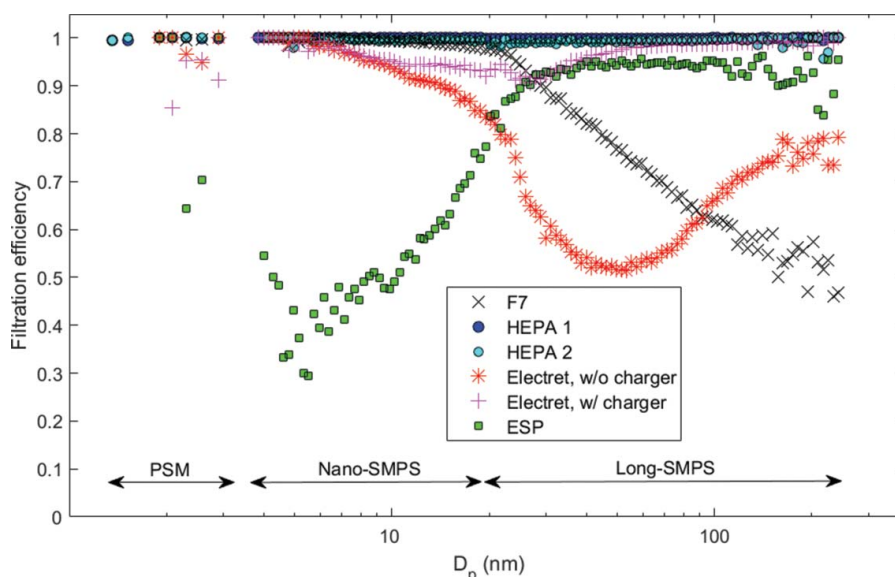 1
0.9
0.8
0.7
0.6
0.5
0.4
0.3
0.2
0.1
0
Filtration efficiency
F7
HEPA 1
HEPA 2
Electret, w/o charger
Electret, w/ charger
ESP
PSM
Nano-SMPS
Long-SMPS
10
100
Dp (nm)